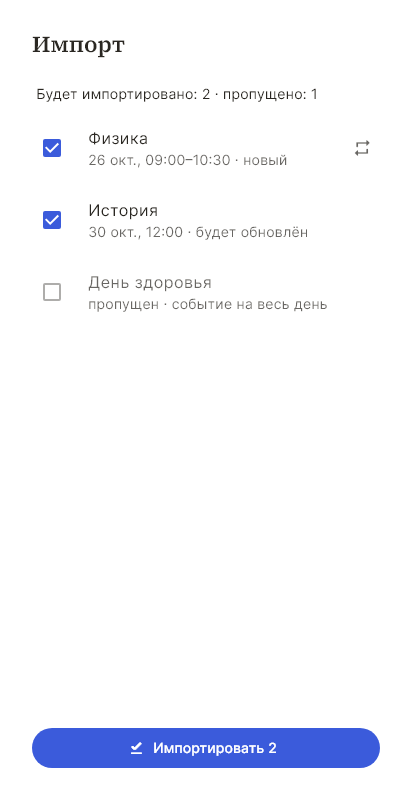 Импорт
Будет импортировано: 2 · пропущено: 1
Физика
26 окт., 09:00–10:30 · новый
История
30 окт., 12:00 · будет обновлён
День здоровья
пропущен · событие на весь день
Импортировать 2